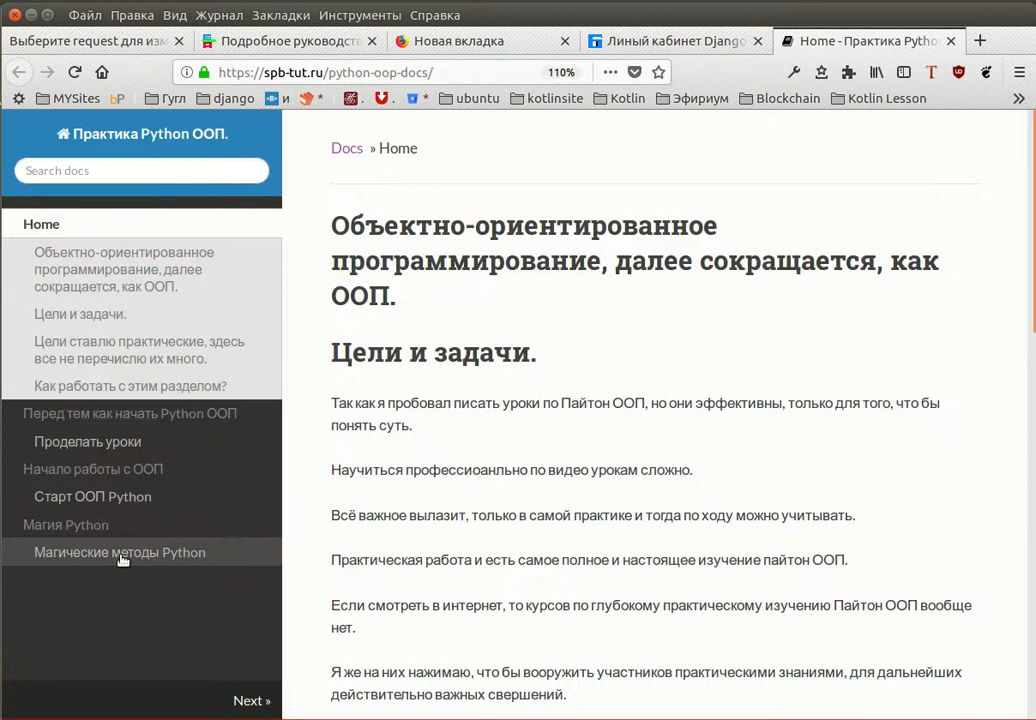 Файл Правка Вид Журнал Закладки Инструменты Справка
Выберите request для изм
Подробное руководств
Новая вкладка
Линый кабинет Django
Home - Практика Pytho
https://spb-tut.ru/python-oop-docs/
110%
MYSites
bP
Гугл
django
и
ubuntu
kotlinsite
Kotlin
Эфириум
Blockchain
Kotlin Lesson
Практика Python ООП.
Search docs
Home
Объектно-ориентированное
программирование, далее
сокращается, как ООП.
Цели и задачи.
Цели ставлю практические, здесь
все не перечислю их много.
Как работать с этим разделом?
Перед тем как начать Python ООП
Проделать уроки
Начало работы с ООП
Старт ООП Python
Магия Python
Магические методы Python
Next »
Docs » Home
Объектно-ориентированное
программирование, далее сокращается, как
ООП.
Цели и задачи.
Так как я пробовал писать уроки по Пайтон ООП, но они эффективны, только для того, что бы
понять суть.
Научиться професcиоанльно по видео урокам сложно.
Всё важное вылазит, только в самой практике и тогда по ходу можно учитывать.
Практическая работа и есть самое полное и настоящее изучение пайтон ООП.
Если смотреть в интернет, то курсов по глубокому практическому изучению Пайтон ООП вообще
нет.
Я же на них нажимаю, что бы вооружить участников практическими знаниями, для дальнейших
действительно важных свершений.